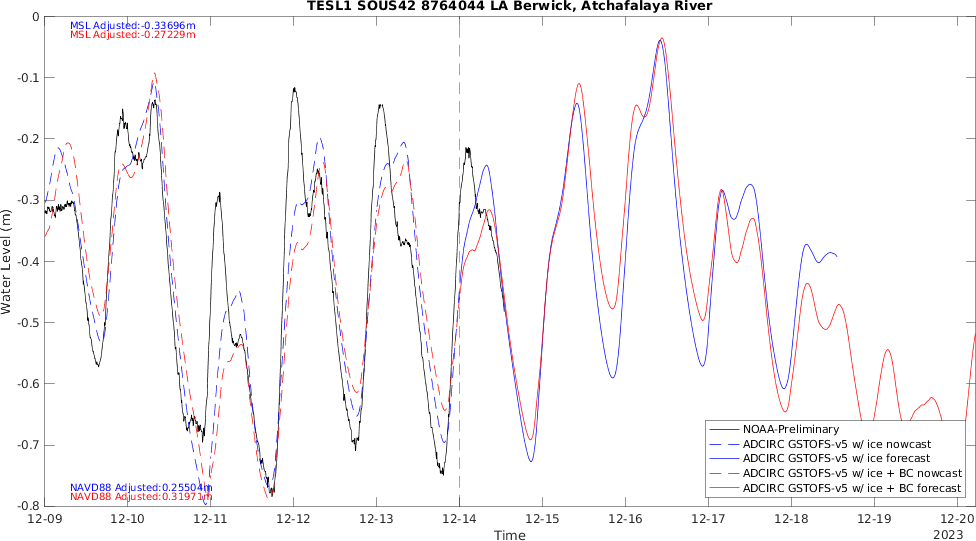 TESL1 SOUS42 8764044 LA Berwick, Atchafalaya River
MSL Adjusted:-0.33696m
MSL Adjusted:-0.27229m
0
-0.1
-0.2
-0.3
-0.4
-0.5
-0.6
-0.7
-0.8
Water Level (m)
NAVD88 Adjusted:0.25504m
NAVD88 Adjusted:0.31971m
NOAA-Preliminary
ADCIRC GSTOFS-v5 w/ ice nowcast
ADCIRC GSTOFS-v5 w/ ice forecast
ADCIRC GSTOFS-v5 w/ ice + BC nowcast
ADCIRC GSTOFS-v5 w/ ice + BC forecast
12-09 12-10 12-11 12-12 12-13 12-14 12-15 12-16 12-17 12-18 12-19 12-20
Time 2023